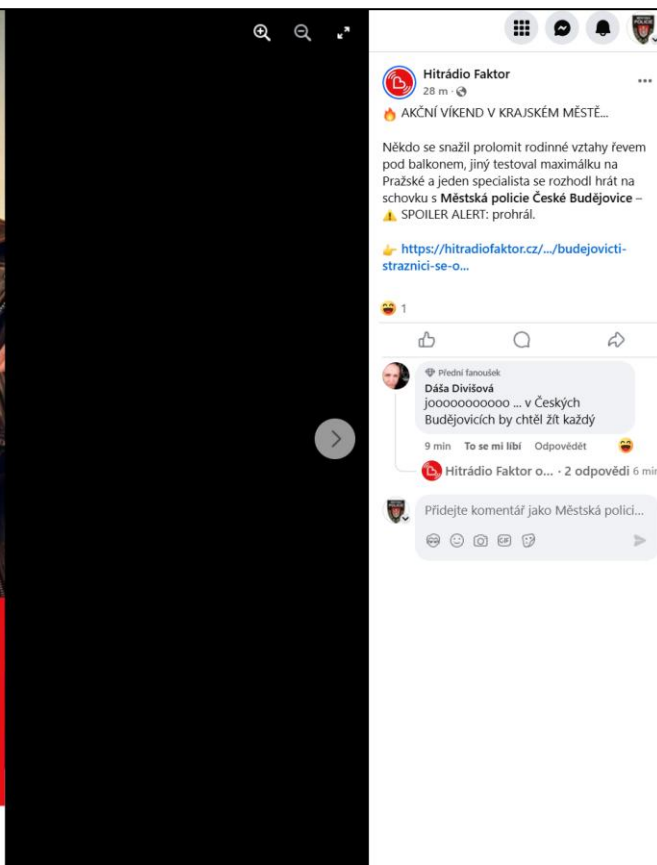 Hitrádio Faktor
28 m ·
🔥 AKČNÍ VÍKEND V KRAJSKÉM MĚSTĚ...
Někdo se snažil prolomit rodinné vztahy řevem
pod balkonem, jiný testoval maximálku na
Pražské a jeden specialista se rozhodl hrát na
schovku s Městská policie České Budějovice –
⚠️ SPOILER ALERT: prohrál.
👉 https://hitradiofaktor.cz/.../budejovicti-
straznici-se-o...
1
Přední fanoušek
Dáša Divišová
jooooooooooo ... v Českých
Budějovicích by chtěl žít každý
9 min To se mi líbí Odpovědět
Hitrádio Faktor o... · 2 odpovědi 6 min
Přidejte komentář jako Městská polici...
GIF